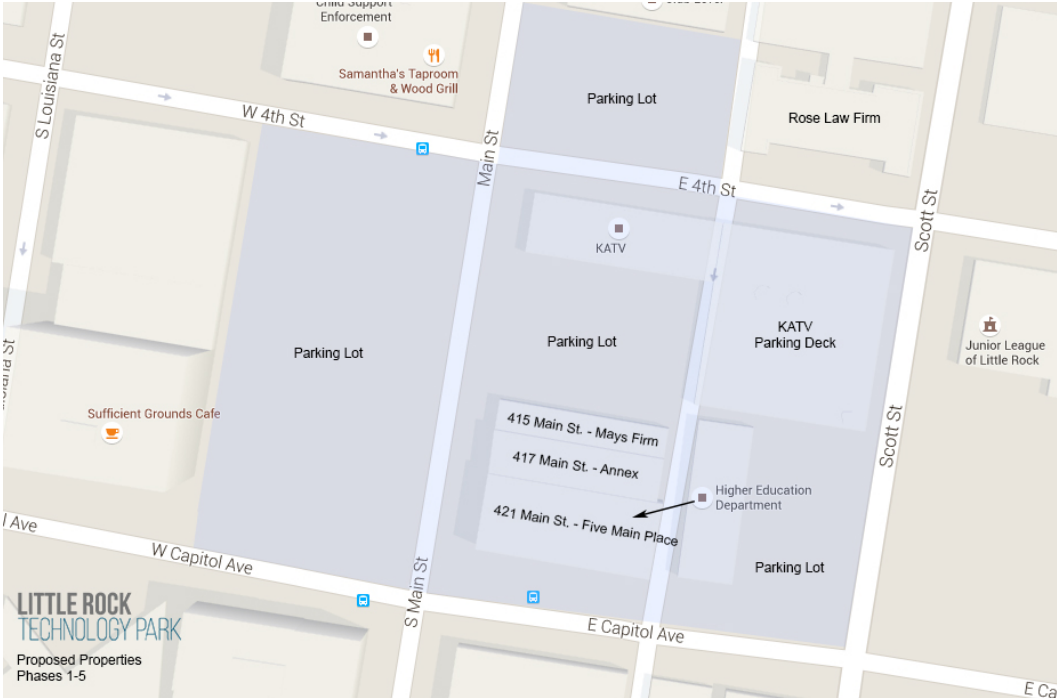 Child Support
Enforcement
Samantha's Taproom
& Wood Grill
Parking Lot
Rose Law Firm
S Louisiana St
W 4th St
Main St
E 4th St
Scott St
KATV
KATV
Parking Deck
Parking Lot
Parking Lot
Junior League
of Little Rock
Sufficient Grounds Cafe
415 Main St. - Mays Firm
417 Main St. - Annex
421 Main St. - Five Main Place
Higher Education
Department
Scott St
Parking Lot
W Capitol Ave
S Main St
E Capitol Ave
LITTLE ROCK
TECHNOLOGY PARK
Proposed Properties
Phases 1-5